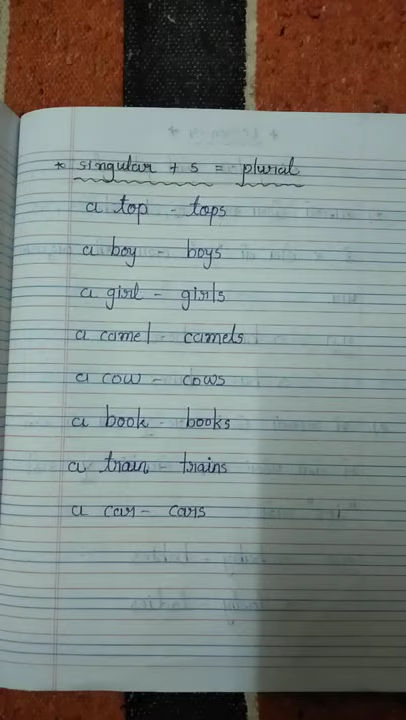 * singular + s = plural
a top - tops
a boy - boys
a girl - girls
a camel - camels
a cow - cows
a book - books
a train - trains
a car - cars